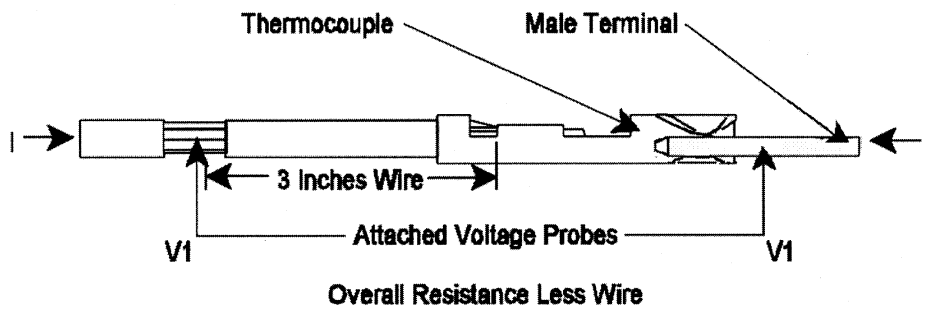 Thermocouple Male Terminal
I
3 Inches Wire
Attached Voltage Probes
V1 V1
Overall Resistance Less Wire